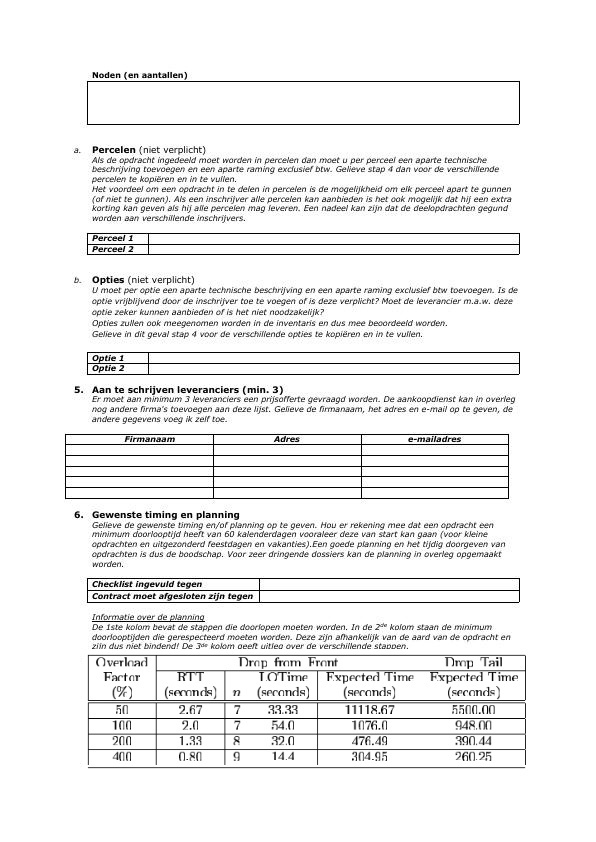 Noden (en aantallen)
a. Percelen (niet verplicht)
Als de opdracht ingedeeld moet worden in percelen dan moet u per perceel een aparte technische
beschrijving toevoegen en een aparte raming exclusief btw. Gelieve stap 4 dan voor de verschillende
percelen te kopiëren en in te vullen.
Het voordeel om een opdracht in te delen in percelen is de mogelijkheid om elk perceel apart te gunnen
(of niet te gunnen). Als een inschrijver alle percelen kan aanbieden is het ook mogelijk dat hij een extra
korting kan geven als hij alle percelen mag leveren. Een nadeel kan zijn dat de deelopdrachten gegund
worden aan verschillende inschrijvers.
Perceel 1
Perceel 2
b. Opties (niet verplicht)
U moet per optie een aparte technische beschrijving en een aparte raming exclusief btw toevoegen. Is de
optie vrijblijvend door de inschrijver toe te voegen of is deze verplicht? Moet de leverancier m.a.w. deze
optie zeker kunnen aanbieden of is het niet noodzakelijk?
Opties zullen ook meegenomen worden in de inventaris en dus mee beoordeeld worden.
Gelieve in dit geval stap 4 voor de verschillende opties te kopiëren en in te vullen.
Optie 1
Optie 2
5. Aan te schrijven leveranciers (min. 3)
Er moet aan minimum 3 leveranciers een prijsofferte gevraagd worden. De aankoopdienst kan in overleg
nog andere firma's toevoegen aan deze lijst. Gelieve de firmanaam, het adres en e-mail op te geven, de
andere gegevens voeg ik zelf toe.
Firmanaam Adres e-mailadres
6. Gewenste timing en planning
Gelieve de gewenste timing en/of planning op te geven. Hou er rekening mee dat een opdracht een
minimum doorlooptijd heeft van 60 kalenderdagen vooraleer deze van start kan gaan (voor kleine
opdrachten en uitgezonderd feestdagen en vakanties).Een goede planning en het tijdig doorgeven van
opdrachten is dus de boodschap. Voor zeer dringende dossiers kan de planning in overleg opgemaakt
worden.
Checklist ingevuld tegen
Contract moet afgesloten zijn tegen
Informatie over de planning
De 1ste kolom bevat de stappen die doorlopen moeten worden. In de 2de kolom staan de minimum
doorlooptijden die gerespecteerd moeten worden. Deze zijn afhankelijk van de aard van de opdracht en
zijn dus niet bindend! De 3de kolom geeft uitleg over de verschillende stappen.
Overload Drop from Front Drop Tail
Factor RTT LQTime Expected Time Expected Time
(%) (seconds) n (seconds) (seconds) (seconds)
50 2.67 7 33.33 11118.67 5500.00
100 2.0 7 54.0 1076.0 948.00
200 1.33 8 32.0 476.49 390.44
400 0.80 9 14.4 304.95 260.25